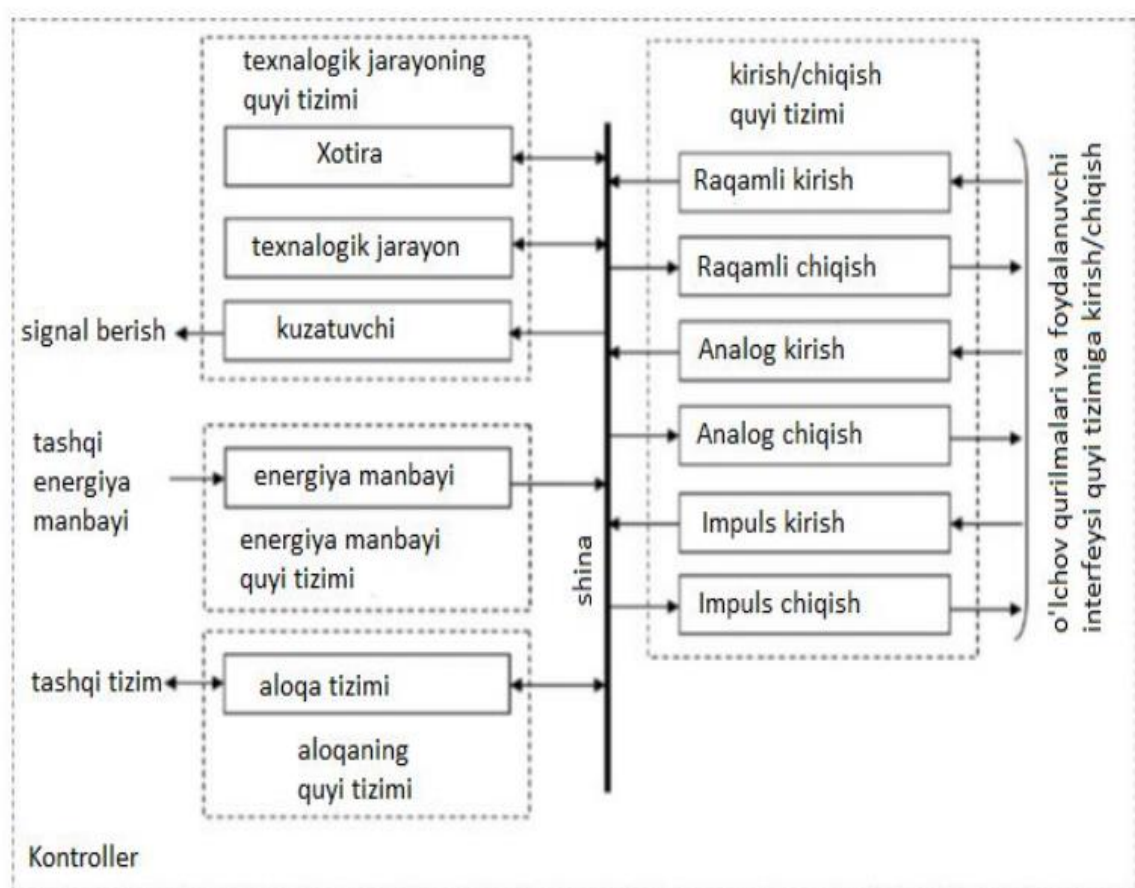 texnalogik jarayoning
quyi tizimi
Xotira
texnalogik jarayon
kuzatuvchi
signal berish
tashqi
energiya
manbayi
energiya manbayi
energiya manbayi
quyi tizimi
tashqi tizim
aloqa tizimi
aloqaning
quyi tizimi
Kontroller
shina
kirish/chiqish
quyi tizimi
Raqamli kirish
Raqamli chiqish
Analog kirish
Analog chiqish
Impuls kirish
Impuls chiqish
o'lchov qurilmalari va foydalanuvchi
interfeysi quyi tizimiga kirish/chiqish